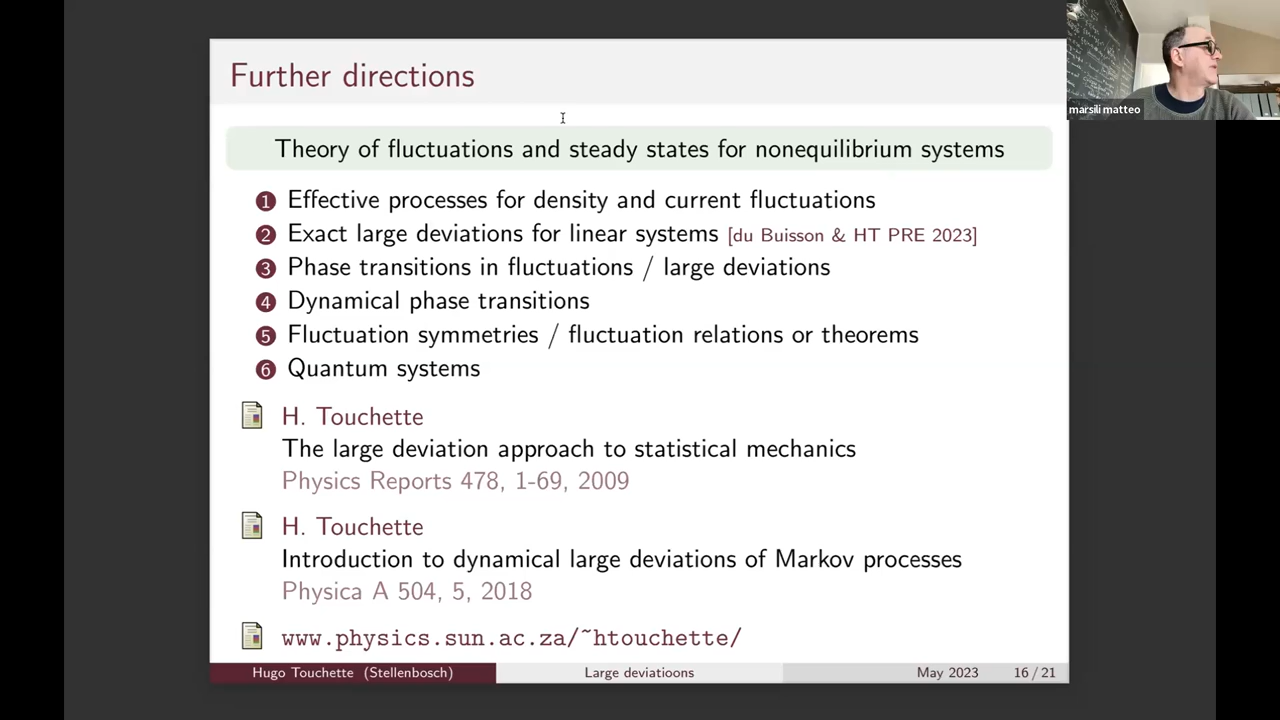 Further directions
marsili matteo
Theory of fluctuations and steady states for nonequilibrium systems
1 Effective processes for density and current fluctuations
2 Exact large deviations for linear systems [du Buisson & HT PRE 2023]
3 Phase transitions in fluctuations / large deviations
4 Dynamical phase transitions
5 Fluctuation symmetries / fluctuation relations or theorems
6 Quantum systems
H. Touchette
The large deviation approach to statistical mechanics
Physics Reports 478, 1-69, 2009
H. Touchette
Introduction to dynamical large deviations of Markov processes
Physica A 504, 5, 2018
www.physics.sun.ac.za/~htouchette/
Hugo Touchette (Stellenbosch) Large deviatioons May 2023 16 / 21